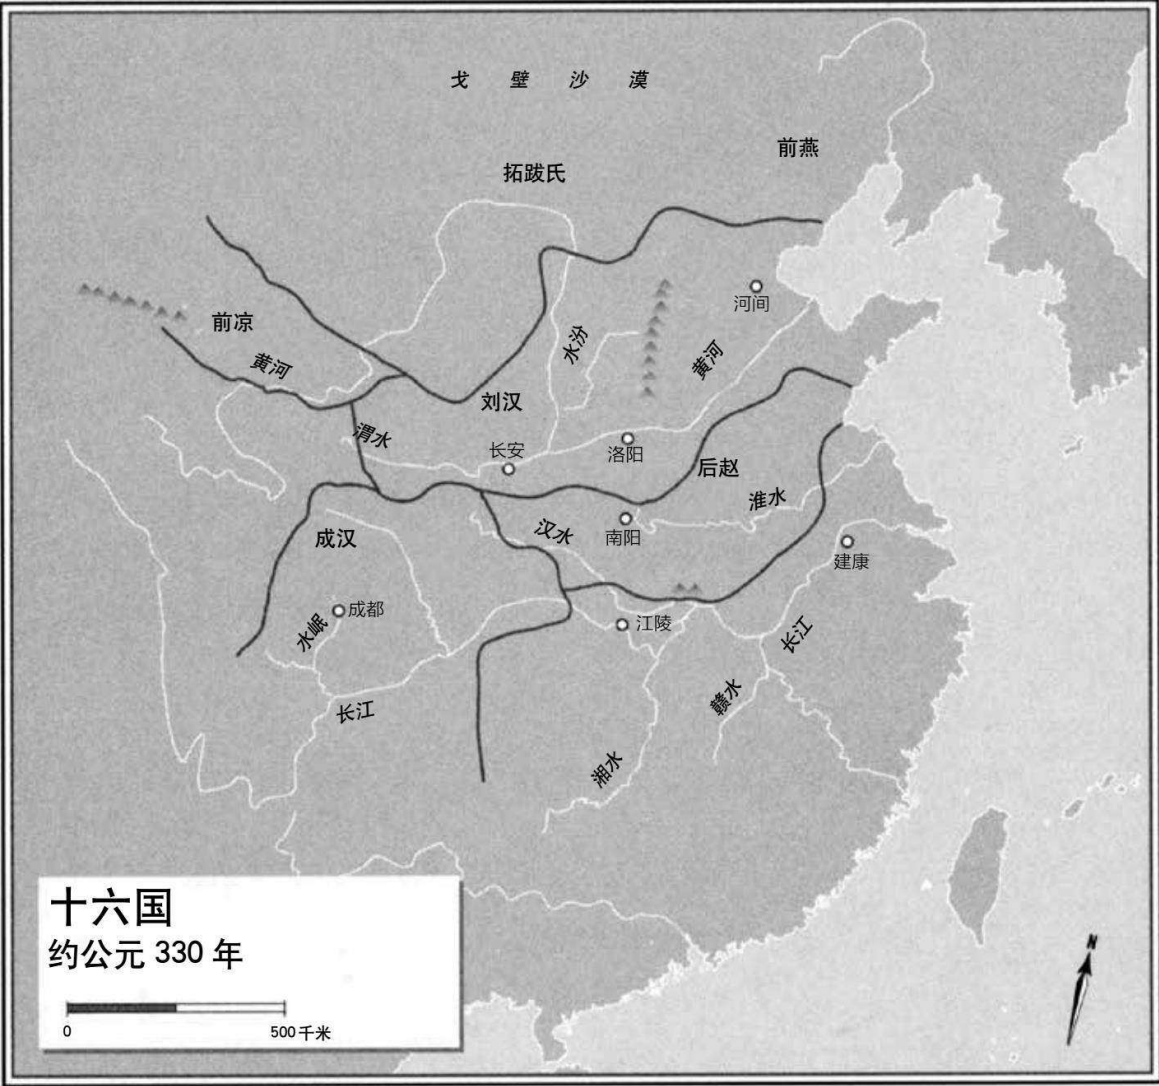 戈壁沙漠
前燕
拓跋氏
河间
前凉
黄河
水汾
黄河
刘汉
渭水
长安
洛阳
后赵
淮水
汉水
南阳
成汉
建康
成都
水岷
江陵
长江
长江
赣水
湘水
十六国
约公元 330 年
0
500千米
N